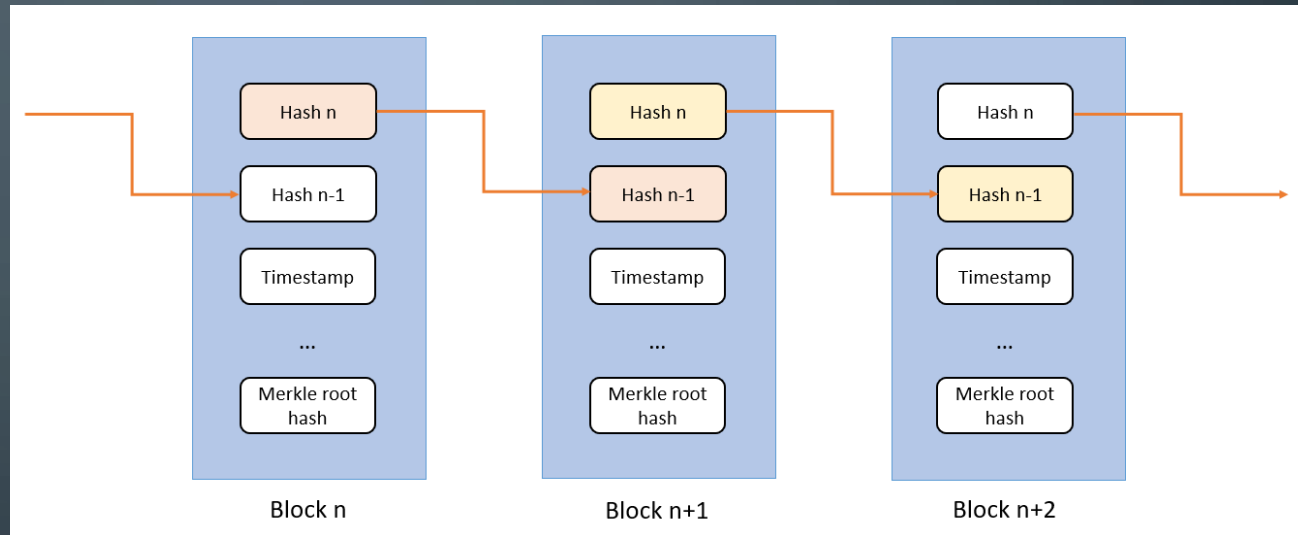 Hash n
Hash n-1
Timestamp
...
Merkle root
hash
Block n
Hash n
Hash n-1
Timestamp
...
Merkle root
hash
Block n+1
Hash n
Hash n-1
Timestamp
...
Merkle root
hash
Block n+2